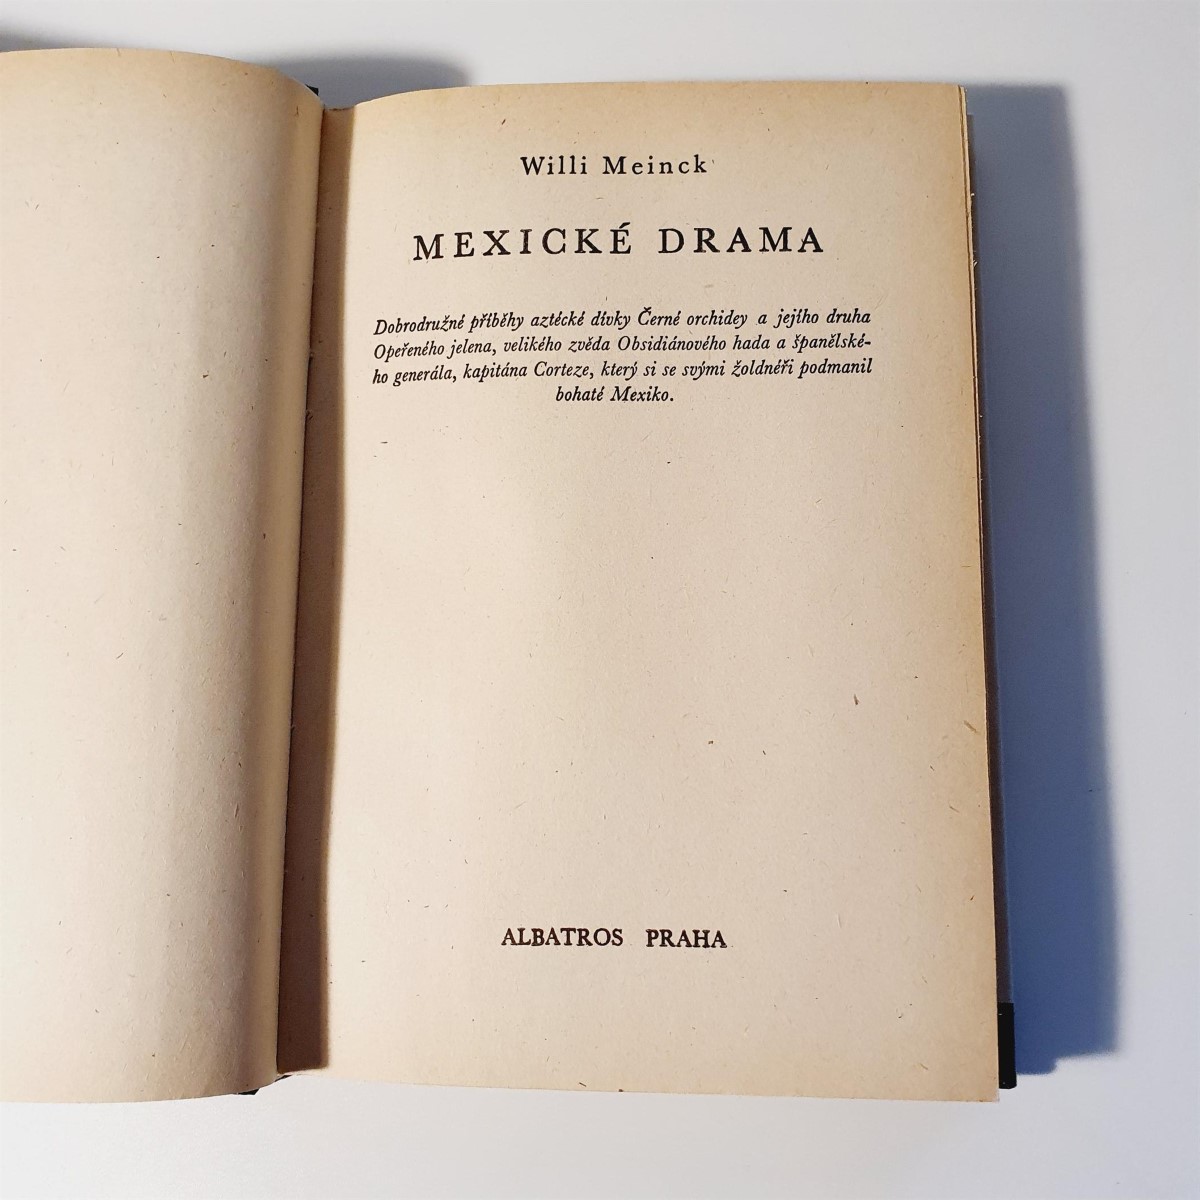 Willi Meinck
MEXICKÉ DRAMA
Dobrodružné příběhy aztécké dívky Černé orchidey a jejího druha
Opeřeného jelena, velikého zvěda Obsidiánového hada a španělské-
ho generála, kapitána Corteze, který si se svými žoldnéři podmanil
bohaté Mexiko.
ALBATROS PRAHA